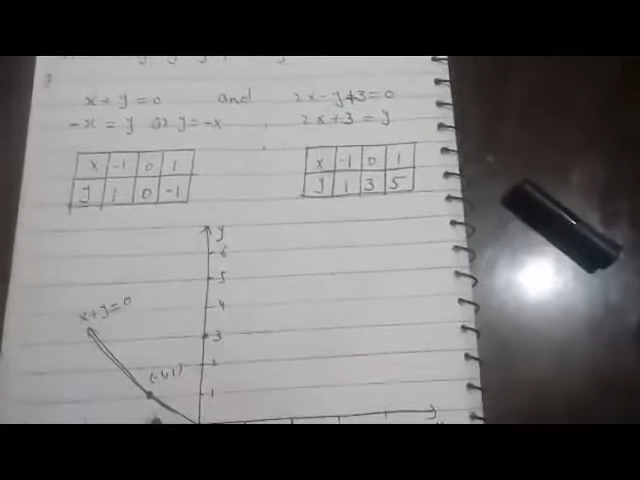 x + y = 0 and 2x - y + 3 = 0
-x = y or y = -x , 2x + 3 = y
x -1 0 1 x -1 0 1
y 1 0 -1 y 1 3 5
y
6
5
x+y=0 4
3
2
(-1,1)
1